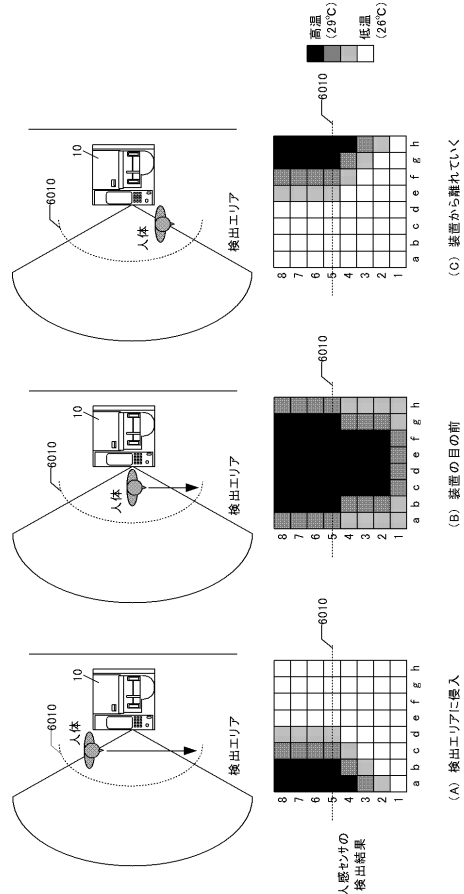 6010
10
人体
検出エリア
6010
10
人体
検出エリア
6010
10
人体
検出エリア
人感センサの
検出結果
8
7
6
5
4
3
2
1
a b c d e f g h
6010
8
7
6
5
4
3
2
1
a b c d e f g h
6010
8
7
6
5
4
3
2
1
a b c d e f g h
6010
高温
(29℃)
低温
(26℃)
(A) 検出エリアに侵入
(B) 装置の目の前
(C) 装置から離れていく